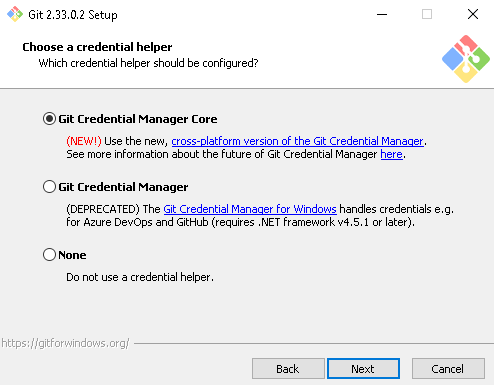 Git 2.33.0.2 Setup
Choose a credential helper
Which credential helper should be configured?
Git Credential Manager Core
(NEW!) Use the new, cross-platform version of the Git Credential Manager.
See more information about the future of Git Credential Manager here.
Git Credential Manager
(DEPRECATED) The Git Credential Manager for Windows handles credentials e.g.
for Azure DevOps and GitHub (requires .NET framework v4.5.1 or later).
None
Do not use a credential helper.
https://gitforwindows.org/
Back Next Cancel